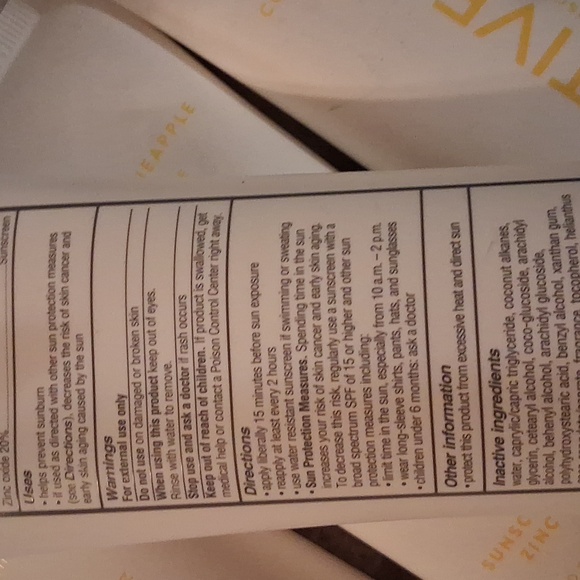 Zinc oxide 20% Sunscreen
Uses
• helps prevent sunburn
• if used as directed with other sun protection measures
(see Directions), decreases the risk of skin cancer and
early skin aging caused by the sun
Warnings
For external use only
Do not use on damaged or broken skin
When using this product keep out of eyes.
Rinse with water to remove.
Stop use and ask a doctor if rash occurs
Keep out of reach of children. If product is swallowed, get
medical help or contact a Poison Control Center right away.
Directions
• apply liberally 15 minutes before sun exposure
• reapply at least every 2 hours
• use water resistant sunscreen if swimming or sweating
• Sun Protection Measures. Spending time in the sun
increases your risk of skin cancer and early skin aging.
To decrease this risk, regularly use a sunscreen with a
broad spectrum SPF of 15 or higher and other sun
protection measures including:
• limit time in the sun, especially from 10 a.m. – 2 p.m.
• wear long-sleeve shirts, pants, hats, and sunglasses
• children under 6 months: ask a doctor
Other information
• protect this product from excessive heat and direct sun
Inactive ingredients
water, caprylic/capric triglyceride, coconut alkanes,
glycerin, cetearyl alcohol, coco-glucoside, arachidyl
alcohol, behenyl alcohol, arachidyl glucoside,
polyhydroxystearic acid, benzyl alcohol, xanthan gum,
fragrance, tocopherol, helianthus
EAPPLE
TIVE
SUNSC
ZINC